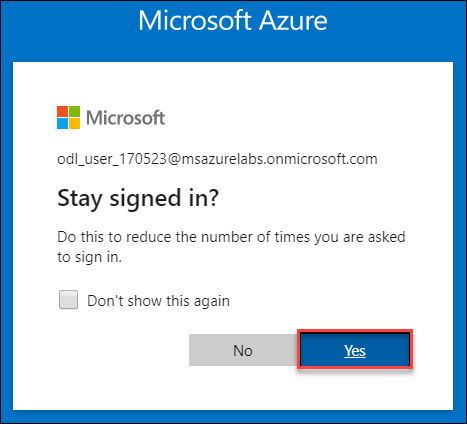 Microsoft Azure
Microsoft
odl_user_170523@msazurelabs.onmicrosoft.com
Stay signed in?
Do this to reduce the number of times you are asked
to sign in.
Don't show this again
No
Yes